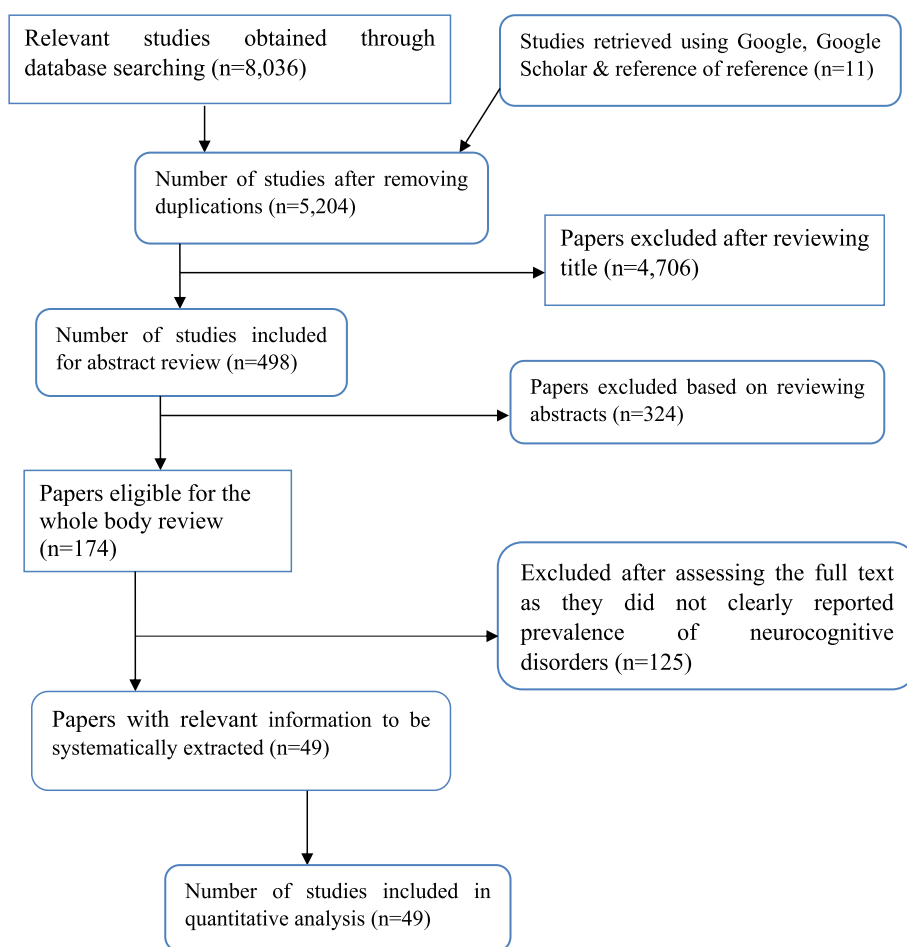 Relevant studies obtained through
database searching (n=8,036)
Studies retrieved using Google, Google
Scholar & reference of reference (n=11)
Number of studies after removing
duplications (n=5,204)
Papers excluded after reviewing
title (n=4,706)
Number of studies included
for abstract review (n=498)
Papers excluded based on reviewing
abstracts (n=324)
Papers eligible for the
whole body review
(n=174)
Excluded after assessing the full text
as they did not clearly reported
prevalence of neurocognitive
disorders (n=125)
Papers with relevant information to be
systematically extracted (n=49)
Number of studies included in
quantitative analysis (n=49)